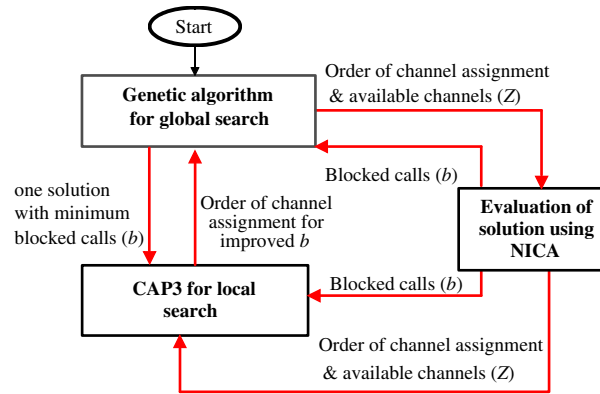 Start
Genetic algorithm
for global search
Order of channel assignment
& available channels (Z)
Blocked calls (b)
one solution
with minimum
blocked calls (b)
Order of channel
assignment for
improved b
Evaluation of
solution using
NICA
CAP3 for local
search
Blocked calls (b)
Order of channel assignment
& available channels (Z)